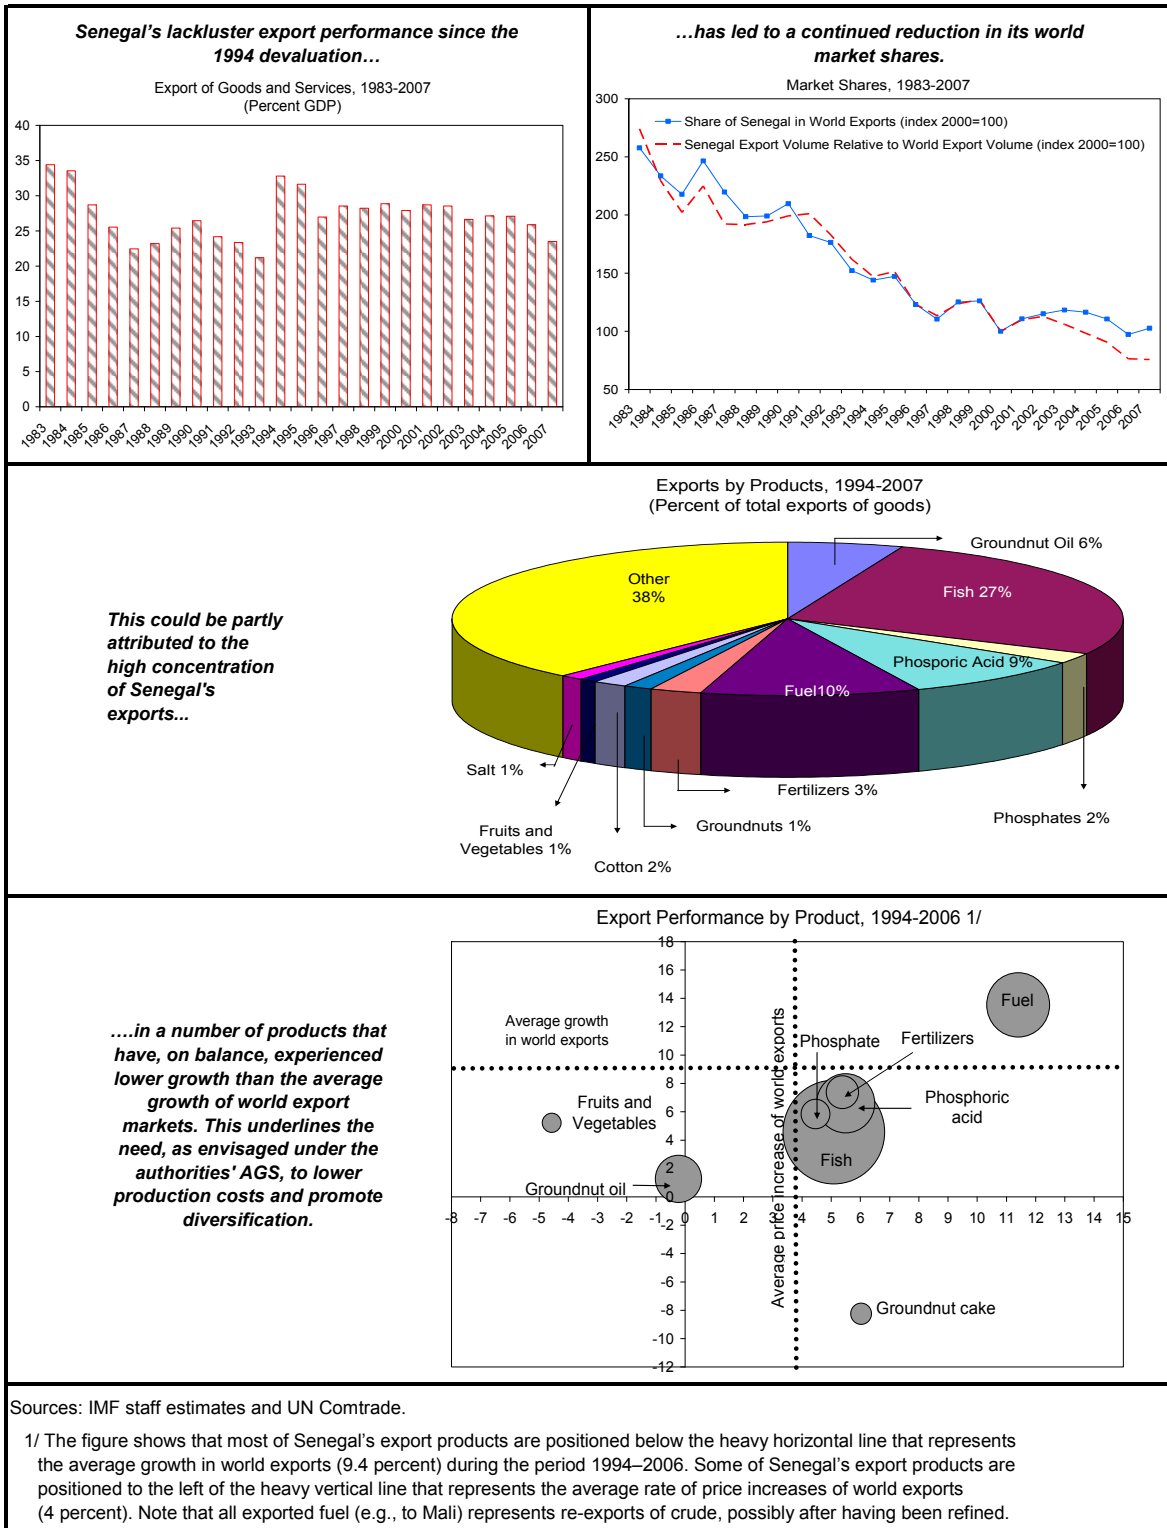 Senegal's lackluster export performance since the
1994 devaluation…
Export of Goods and Services, 1983-2007
(Percent GDP)
40
35
30
25
20
15
10
5
0
1983
1984
1985
1986
1987
1988
1989
1990
1991
1992
1993
1994
1995
1996
1997
1998
1999
2000
2001
2002
2003
2004
2005
2006
2007
…has led to a continued reduction in its world
market shares.
Market Shares, 1983-2007
300
250
200
150
100
50
Share of Senegal in World Exports (index 2000=100)
Senegal Export Volume Relative to World Export Volume (index 2000=100)
1983
1984
1985
1986
1987
1988
1989
1990
1991
1992
1993
1994
1995
1996
1997
1998
1999
2000
2001
2002
2003
2004
2005
2006
2007
This could be partly
attributed to the
high concentration
of Senegal's
exports...
Exports by Products, 1994-2007
(Percent of total exports of goods)
Groundnut Oil 6%
Other
38%
Fish 27%
Phosporic Acid 9%
Fuel10%
Salt 1%
Fertilizers 3%
Phosphates 2%
Groundnuts 1%
Fruits and
Vegetables 1%
Cotton 2%
….in a number of products that
have, on balance, experienced
lower growth than the average
growth of world export
markets. This underlines the
need, as envisaged under the
authorities' AGS, to lower
production costs and promote
diversification.
Export Performance by Product, 1994-2006 1/
18
16
14
12
10
8
6
4
2
0
-2
-4
-6
-8
-10
-12
-8 -7 -6 -5 -4 -3 -2 -1 0 1 2 3 4 5 6 7 8 9 10 11 12 13 14 15
Average growth
in world exports
Average price increase of world exports
Fuel
Phosphate
Fertilizers
Phosphoric
acid
Fruits and
Vegetables
Fish
Groundnut oil
Groundnut cake
Sources: IMF staff estimates and UN Comtrade.
1/ The figure shows that most of Senegal's export products are positioned below the heavy horizontal line that represents
the average growth in world exports (9.4 percent) during the period 1994–2006. Some of Senegal's export products are
positioned to the left of the heavy vertical line that represents the average rate of price increases of world exports
(4 percent). Note that all exported fuel (e.g., to Mali) represents re-exports of crude, possibly after having been refined.